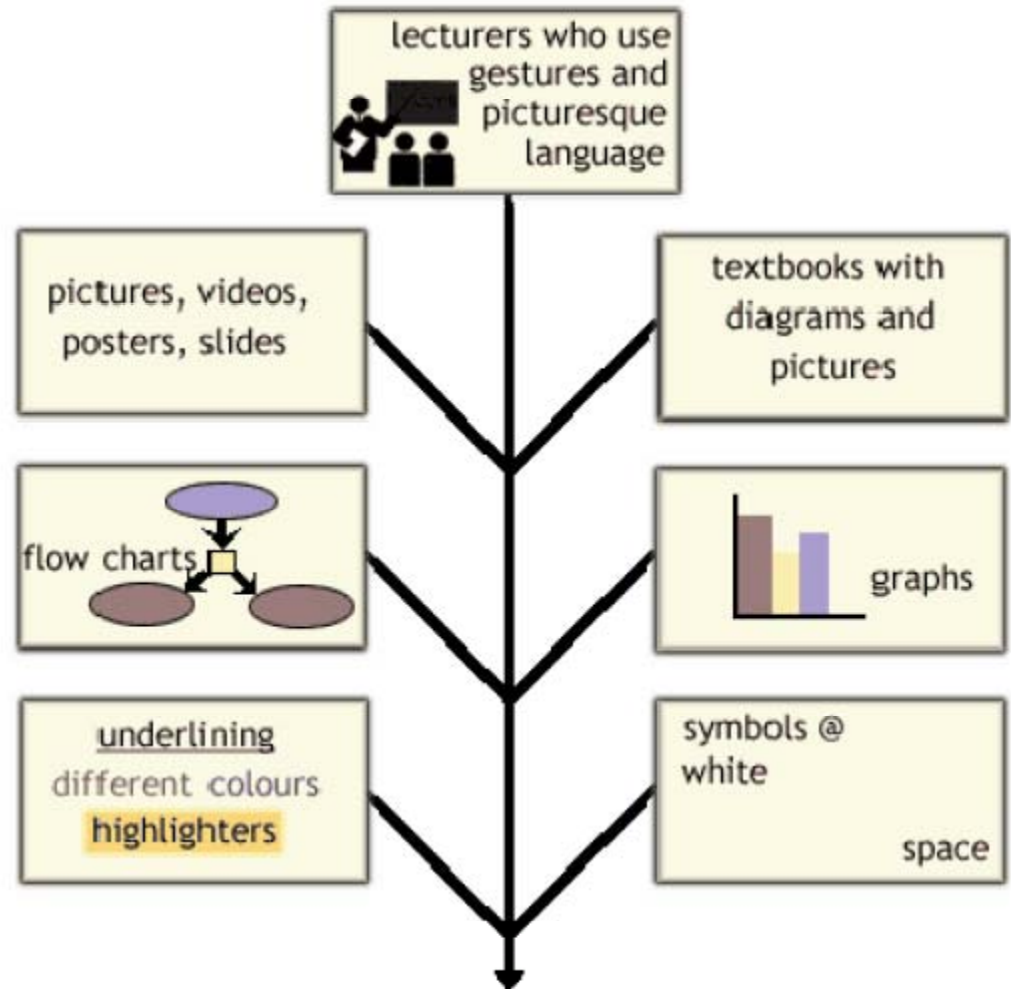 lecturers who use
gestures and
picturesque
language
pictures, videos,
posters, slides
textbooks with
diagrams and
pictures
flow charts
graphs
underlining
different colours
highlighters
symbols @
white
space